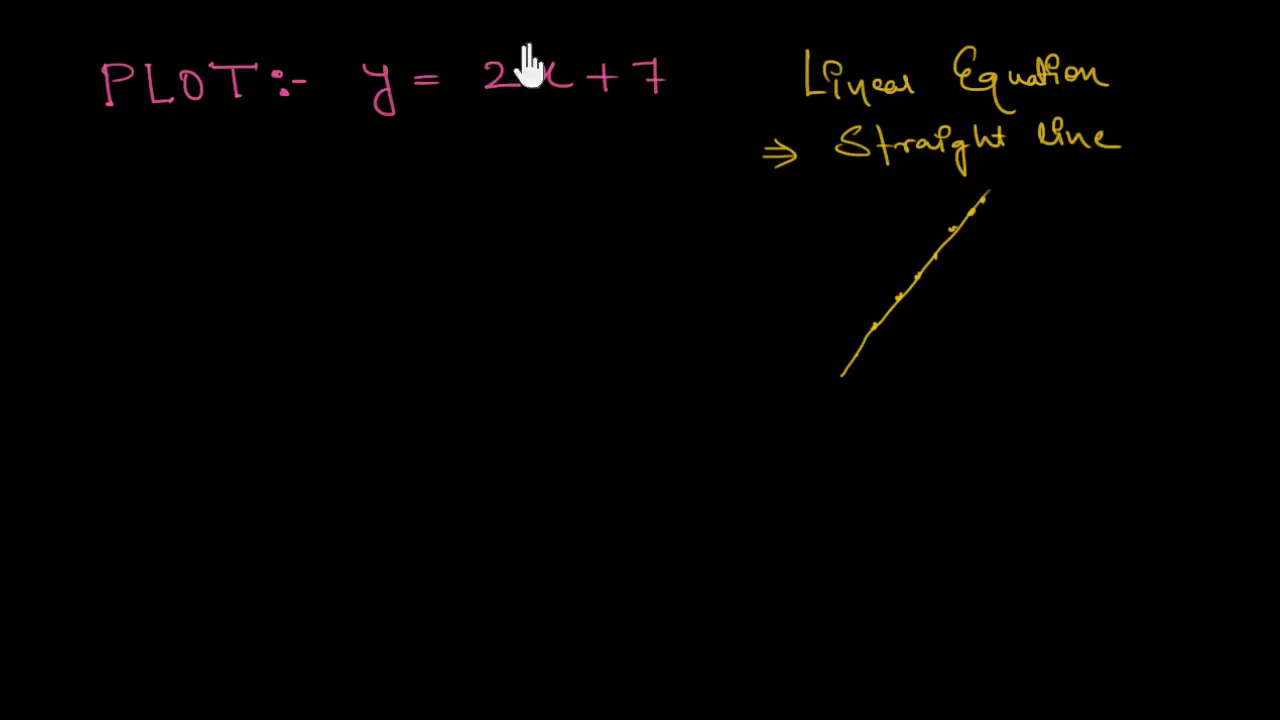 PLOT:- y = 2x + 7
Linear Equation
⇒ Straight line